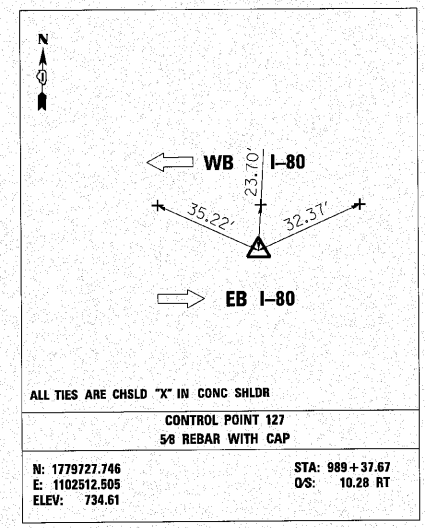 N
WB I-80
23.70'
35.22'
32.37'
EB I-80
ALL TIES ARE CHSLD "X" IN CONC SHLDR
CONTROL POINT 127
5/8 REBAR WITH CAP
N: 1779727.746
E: 1102512.505
ELEV: 734.61
STA: 989+37.67
O/S: 10.28 RT